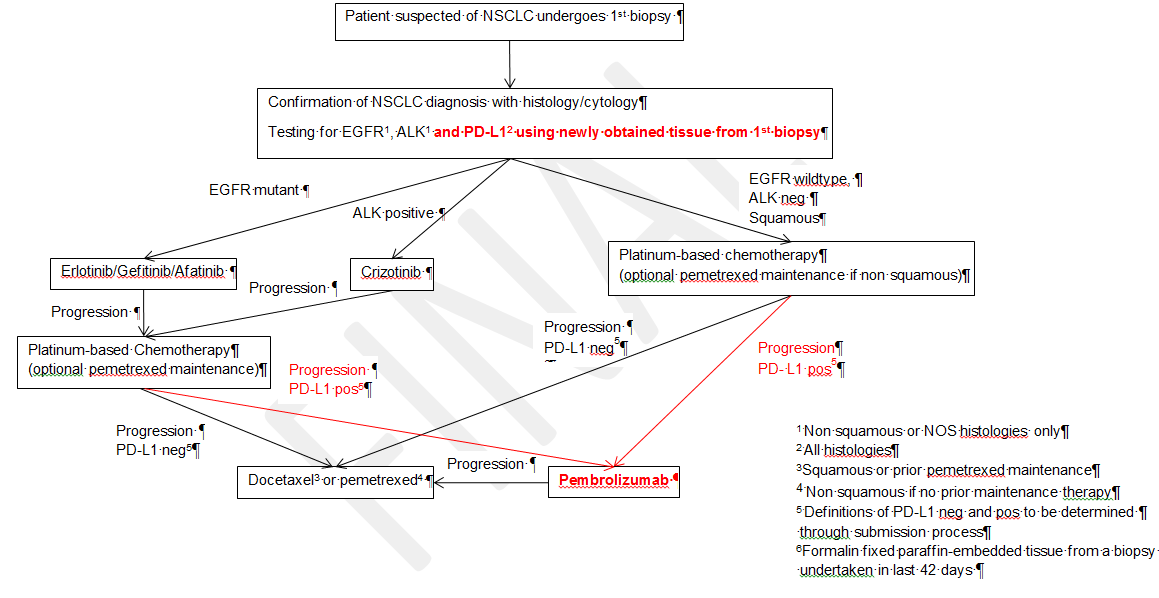 Patient suspected of NSCLC undergoes 1st biopsy ¶
Confirmation of NSCLC diagnosis with histology/cytology¶
Testing for EGFR¹, ALK¹ and PD-L1² using newly obtained tissue from 1st biopsy¶
EGFR mutant ¶
ALK positive ¶
EGFR wildtype, ¶
ALK neg ¶
Squamous¶
Erlotinib/Gefitinib/Afatinib ¶
Crizotinib ¶
Platinum-based chemotherapy¶
(optional pemetrexed maintenance if non squamous)¶
Progression ¶
Progression ¶
Platinum-based Chemotherapy¶
(optional pemetrexed maintenance)¶
Progression ¶
PD-L1 pos⁵¶
Progression ¶
PD-L1 neg⁵¶
Progression¶
PD-L1 pos⁵¶
Progression ¶
PD-L1 neg⁵¶
Docetaxel³ or pemetrexed⁴ ¶
Progression ¶
Pembrolizumab ¶
¹Non squamous or NOS histologies only¶
²All histologies¶
³Squamous or prior pemetrexed maintenance¶
⁴Non squamous if no prior maintenance therapy¶
⁵Definitions of PD-L1 neg and pos to be determined ¶
through submission process¶
⁶Formalin fixed paraffin-embedded tissue from a biopsy
undertaken in last 42 days ¶
FINAL